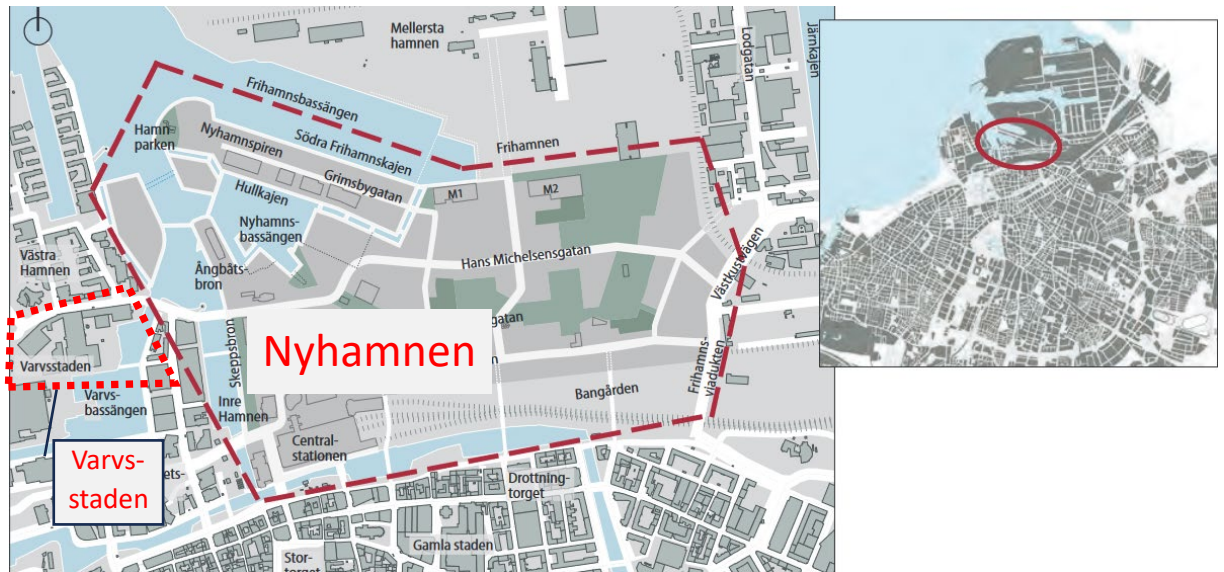 Mellersta
hamnen
Lodgatan
Järnkajen
Frihamnsbassängen
Hamn
parken
Nyhamnspiren
Södra Frihamnskajen
Frihamnen
Grimsbygatan
M1
M2
Hullkajen
Nyhamns-
bassängen
Västra
Hamnen
Ångbåts-
bron
Hans Michelsensgatan
Västkustvägen
gatan
Nyhamnen
Skeppsbron
Varvsstaden
n
Frihamns-
viadukten
Bangården
Varvs-
bassängen
Inre
Hamnen
Central-
stationen
Varvs-
staden
ets-
Drottning-
torget
Gamla staden
Stor-
torget